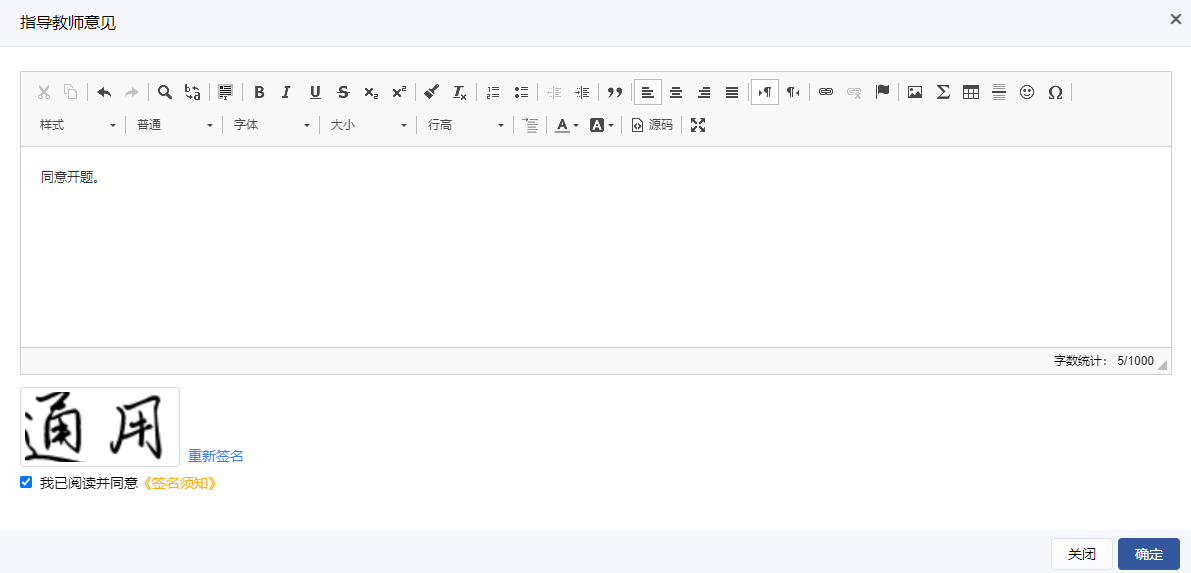 指导教师意见
样式 普通 字体 大小 行高 源码
同意开题。
字数统计： 5/1000
通用
重新签名
我已阅读并同意《签名须知》
关闭 确定